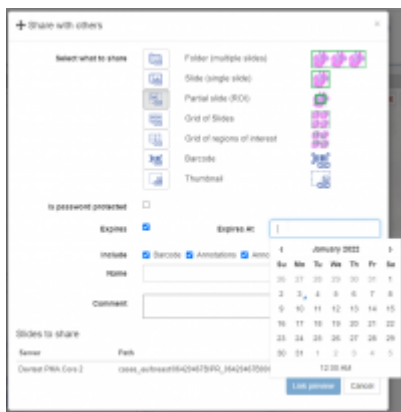 + Share with others ×
Select what to share
Folder (multiple slides)
Slide (single slide)
Partial slide (ROI)
Grid of Slides
Grid of regions of interest
Barcode
Thumbnail
Is password protected
Expires Expires At:
Include Barcode Annotations
Name
Comment
January 2022
Su Mo Tu We Th Fr Sa
26 27 28 29 30 31 1
2 3 4 5 6 7 8
9 10 11 12 13 14 15
16 17 18 19 20 21 22
23 24 25 26 27 28 29
30 31 1 2 3 4 5
12:00 AM
Slides to share
Server Path
PMA.Core 2
Link preview Cancel